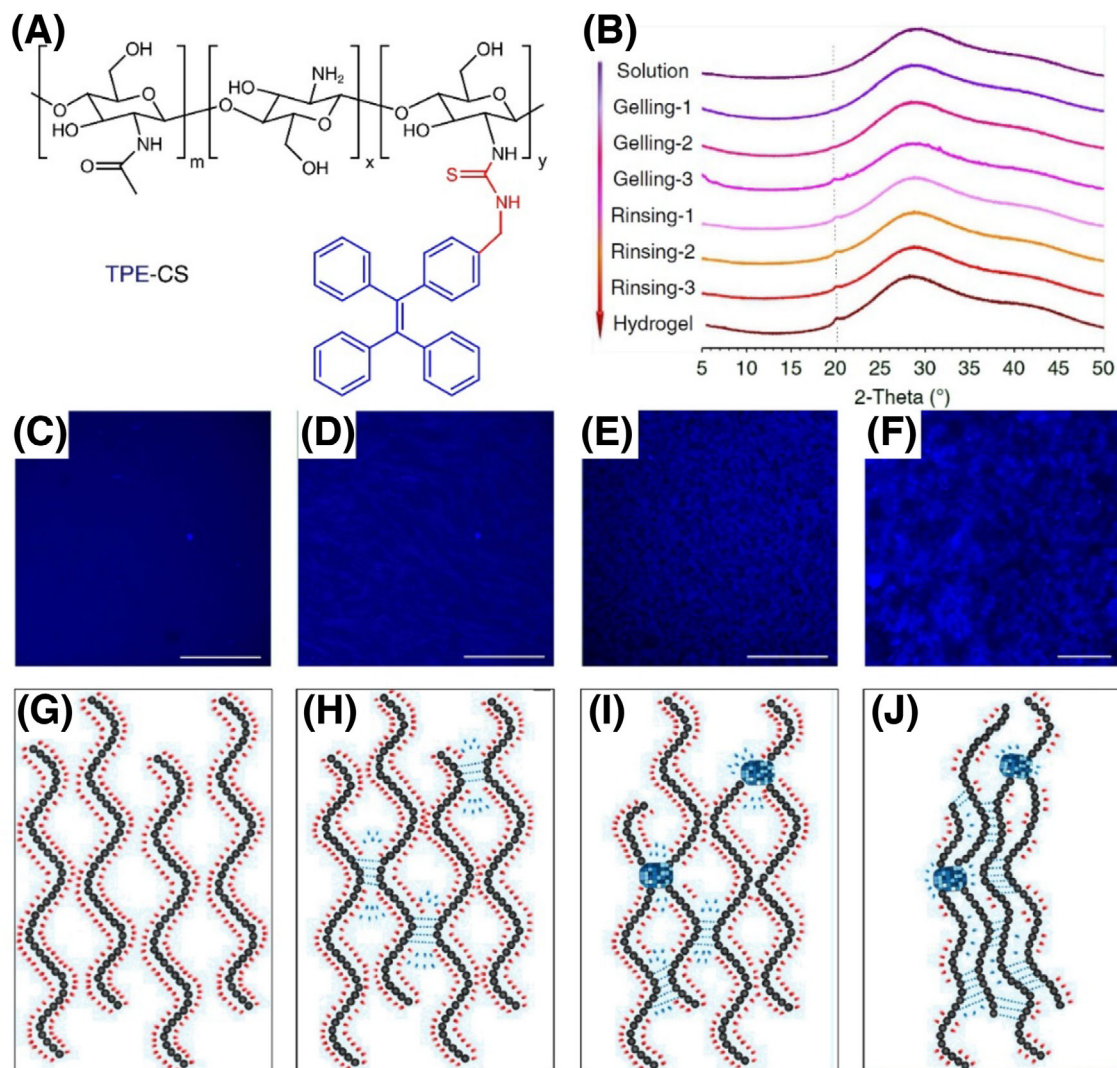 (A)
OH
NH₂
OH
O
O
O
O
HO
HO
O
O
HO
NH
m
OH
x
NH
y
O
S
NH
TPE-CS
(B)
Solution
Gelling-1
Gelling-2
Gelling-3
Rinsing-1
Rinsing-2
Rinsing-3
Hydrogel
5 10 15 20 25 30 35 40 45 50
2-Theta (°)
(C)
(D)
(E)
(F)
(G)
(H)
(I)
(J)